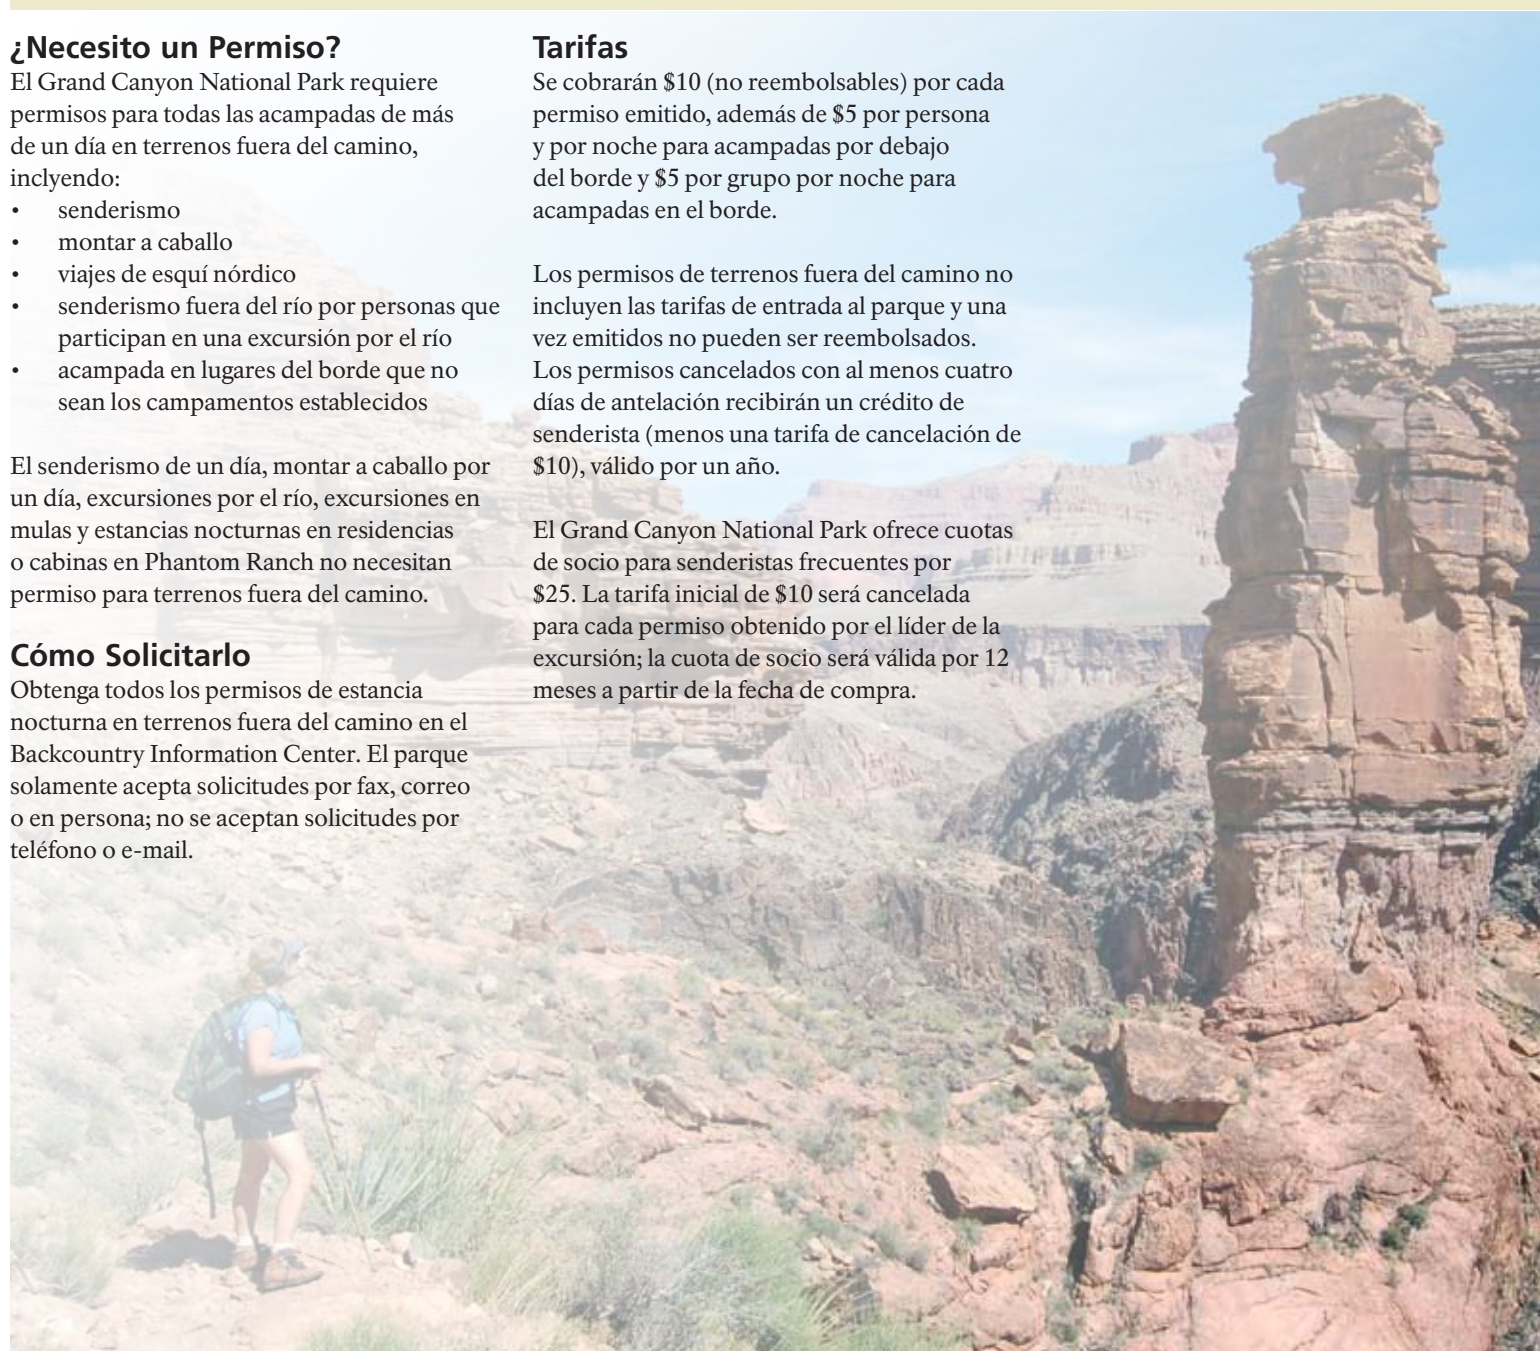 ¿Necesito un Permiso?
El Grand Canyon National Park requiere
permisos para todas las acampadas de más
de un día en terrenos fuera del camino,
inclyendo:
• senderismo
• montar a caballo
• viajes de esquí nórdico
• senderismo fuera del río por personas que
participan en una excursión por el río
• acampada en lugares del borde que no
sean los campamentos establecidos
El senderismo de un día, montar a caballo por
un día, excursiones por el río, excursiones en
mulas y estancias nocturnas en residencias
o cabinas en Phantom Ranch no necesitan
permiso para terrenos fuera del camino.
Cómo Solicitarlo
Obtenga todos los permisos de estancia
nocturna en terrenos fuera del camino en el
Backcountry Information Center. El parque
solamente acepta solicitudes por fax, correo
o en persona; no se aceptan solicitudes por
teléfono o e-mail.
Tarifas
Se cobrarán $10 (no reembolsables) por cada
permiso emitido, además de $5 por persona
y por noche para acampadas por debajo
del borde y $5 por grupo por noche para
acampadas en el borde.
Los permisos de terrenos fuera del camino no
incluyen las tarifas de entrada al parque y una
vez emitidos no pueden ser reembolsados.
Los permisos cancelados con al menos cuatro
días de antelación recibirán un crédito de
senderista (menos una tarifa de cancelación de
$10), válido por un año.
El Grand Canyon National Park ofrece cuotas
de socio para senderistas frecuentes por
$25. La tarifa inicial de $10 será cancelada
para cada permiso obtenido por el líder de la
excursión; la cuota de socio será válida por 12
meses a partir de la fecha de compra.